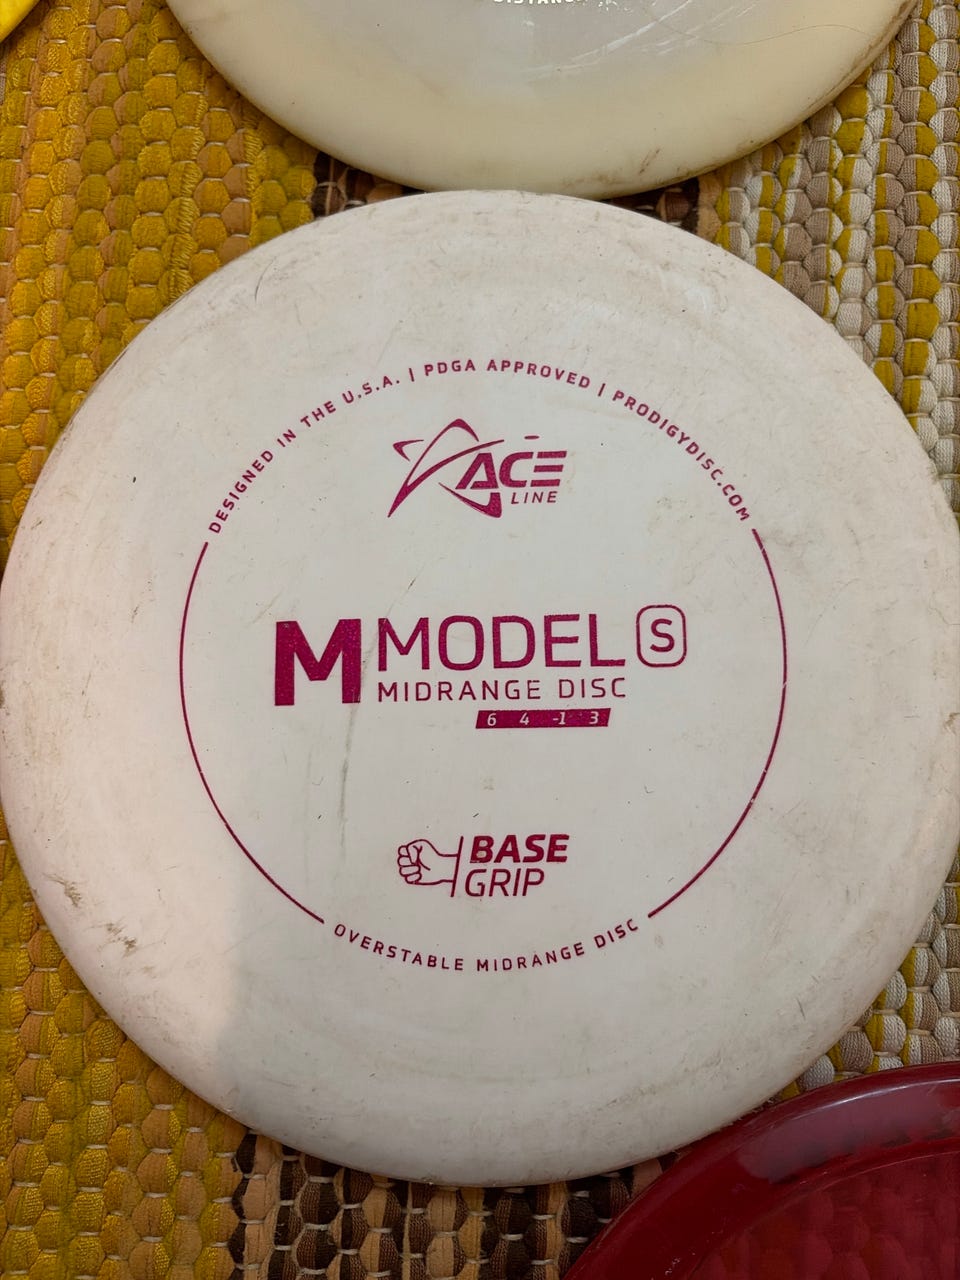 DESIGNED IN THE U.S.A. | PDGA APPROVED | PRODIGYDISC.COM
ACE
LINE
M MODEL S
MIDRANGE DISC
6 4 -1 3
BASE
GRIP
OVERSTABLE MIDRANGE DISC